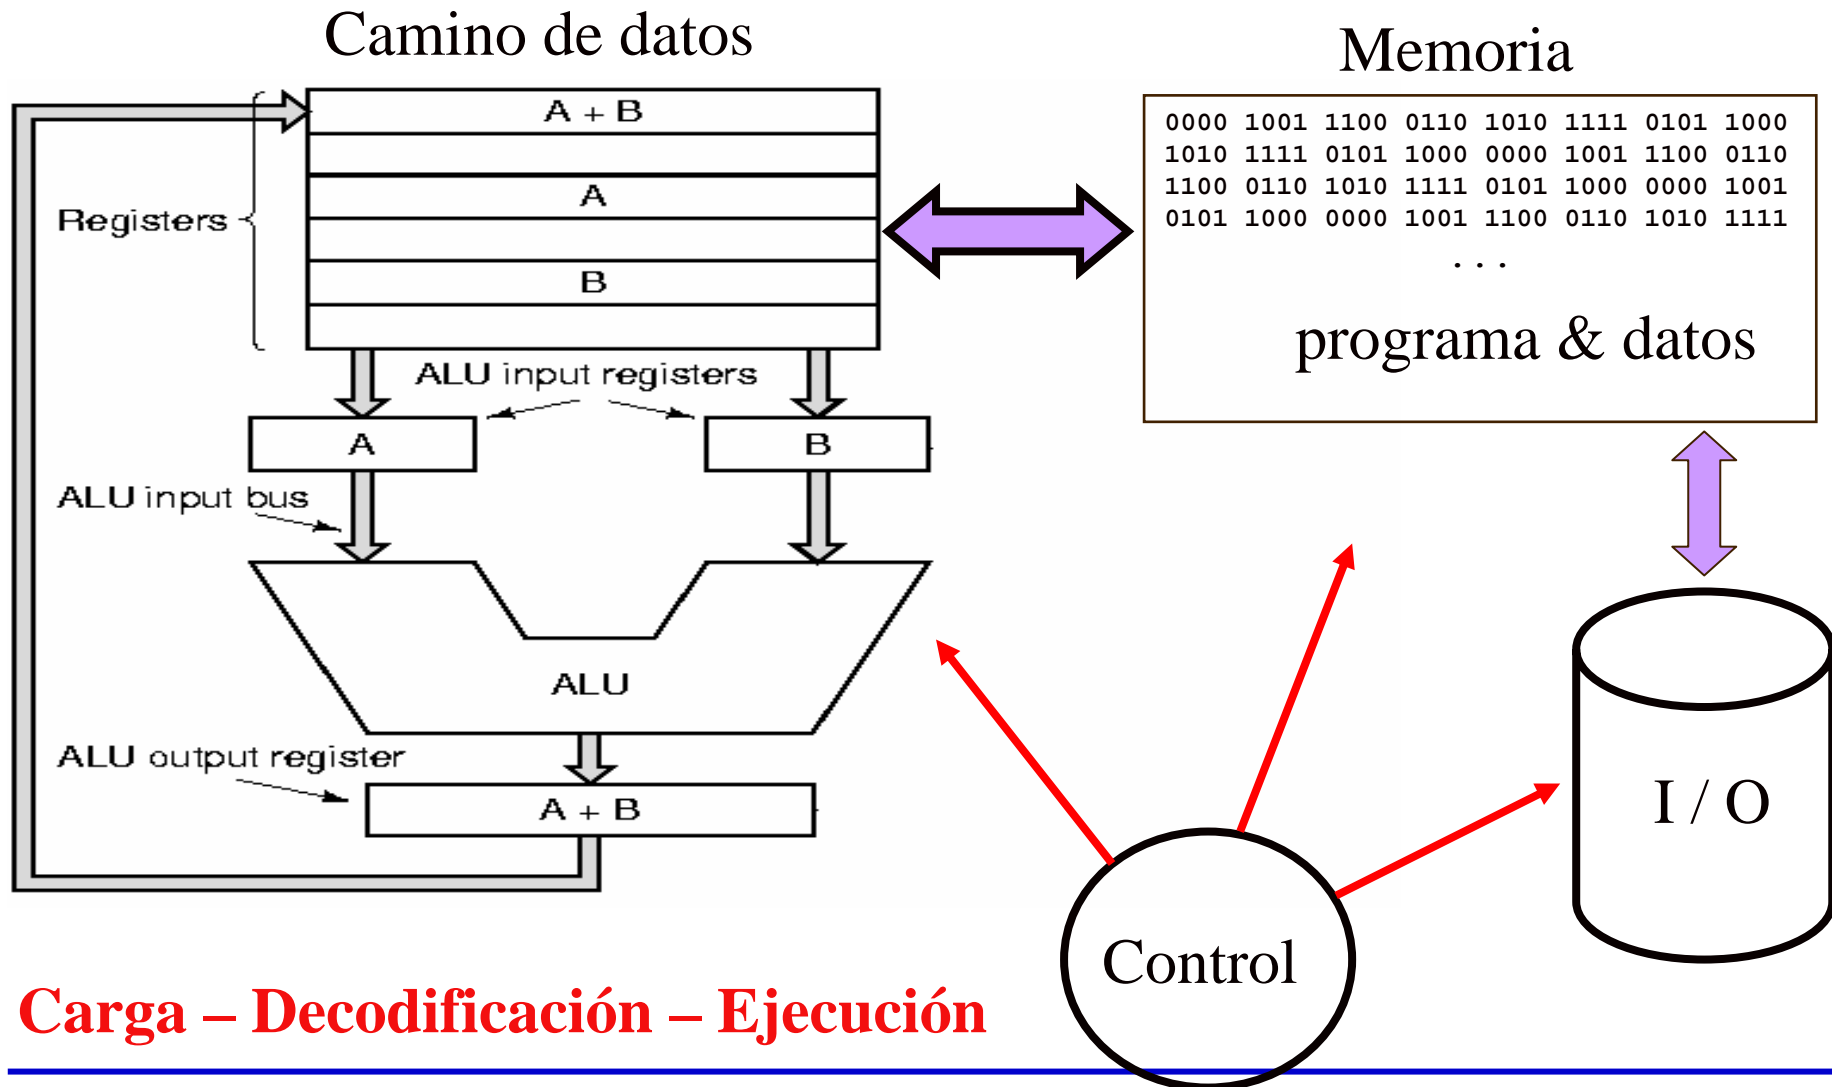 Camino de datos
A + B
A
B
Registers
ALU input registers
A
B
ALU input bus
ALU
ALU output register
A + B
Memoria
0000 1001 1100 0110 1010 1111 0101 1000
1010 1111 0101 1000 0000 1001 1100 0110
1100 0110 1010 1111 0101 1000 0000 1001
0101 1000 0000 1001 1100 0110 1010 1111
. . .
programa & datos
I / O
Control
Carga – Decodificación – Ejecución